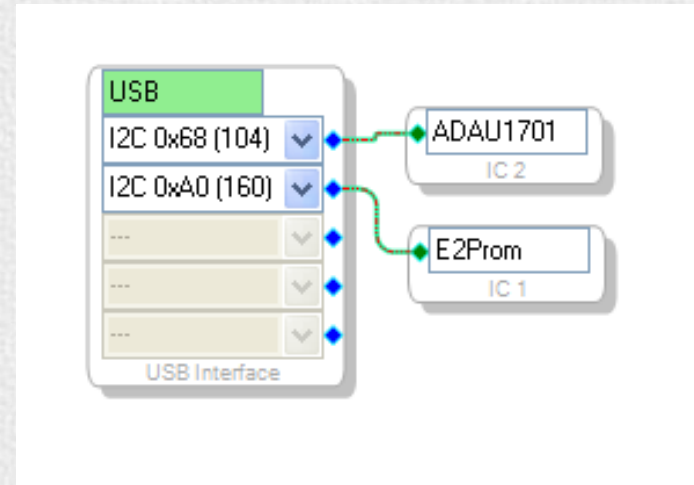 USB
I2C 0x68 (104)
I2C 0xA0 (160)
---
---
---
USB Interface
ADAU1701
IC 2
E2Prom
IC 1